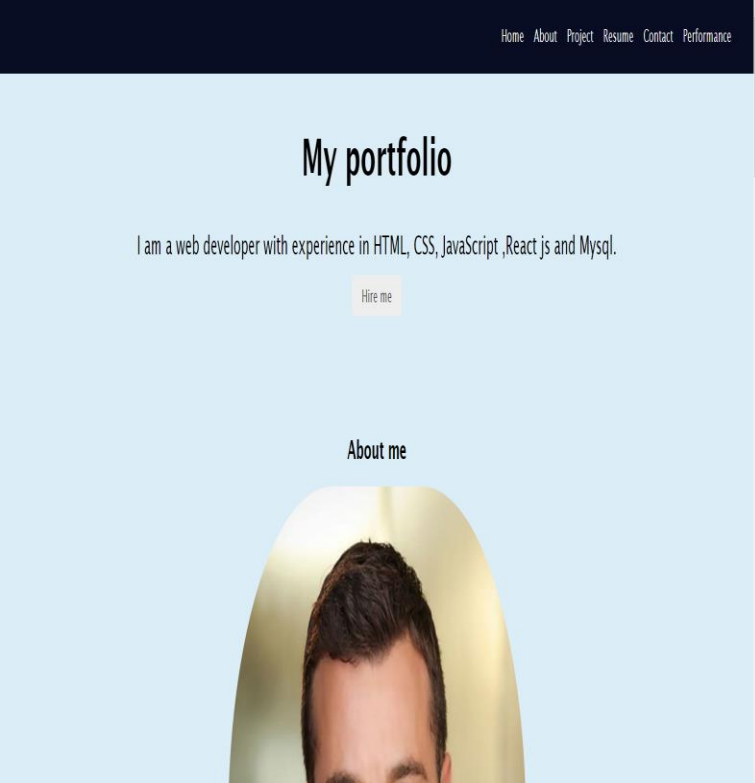 Home About Project Resume Contact Performance
My portfolio
I am a web developer with experience in HTML, CSS, JavaScript ,React js and Mysql.
Hire me
About me